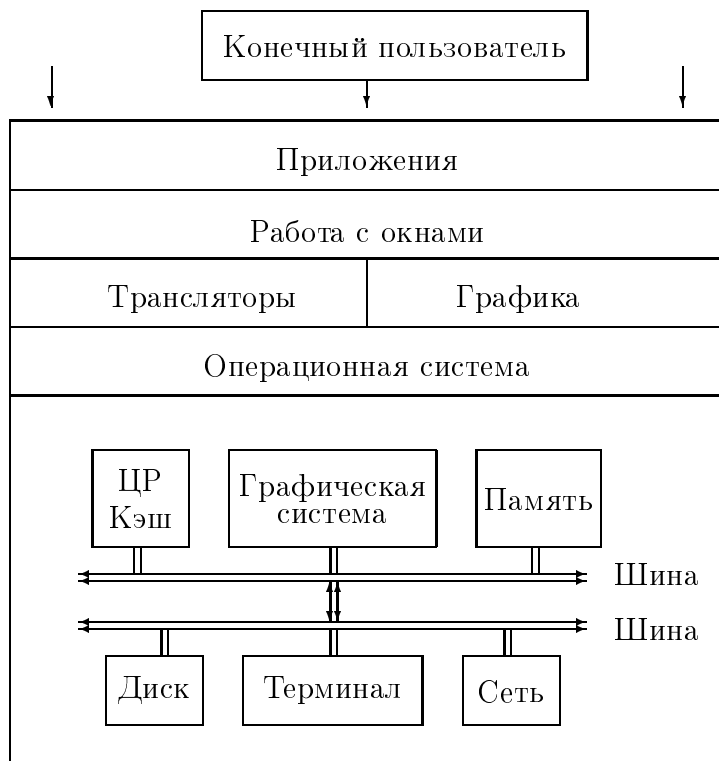 Конечный пользователь
Приложения
Работа с окнами
Трансляторы
Графика
Операционная система
ЦР
Кэш
Графическая
система
Память
Шина
Шина
Диск
Терминал
Сеть